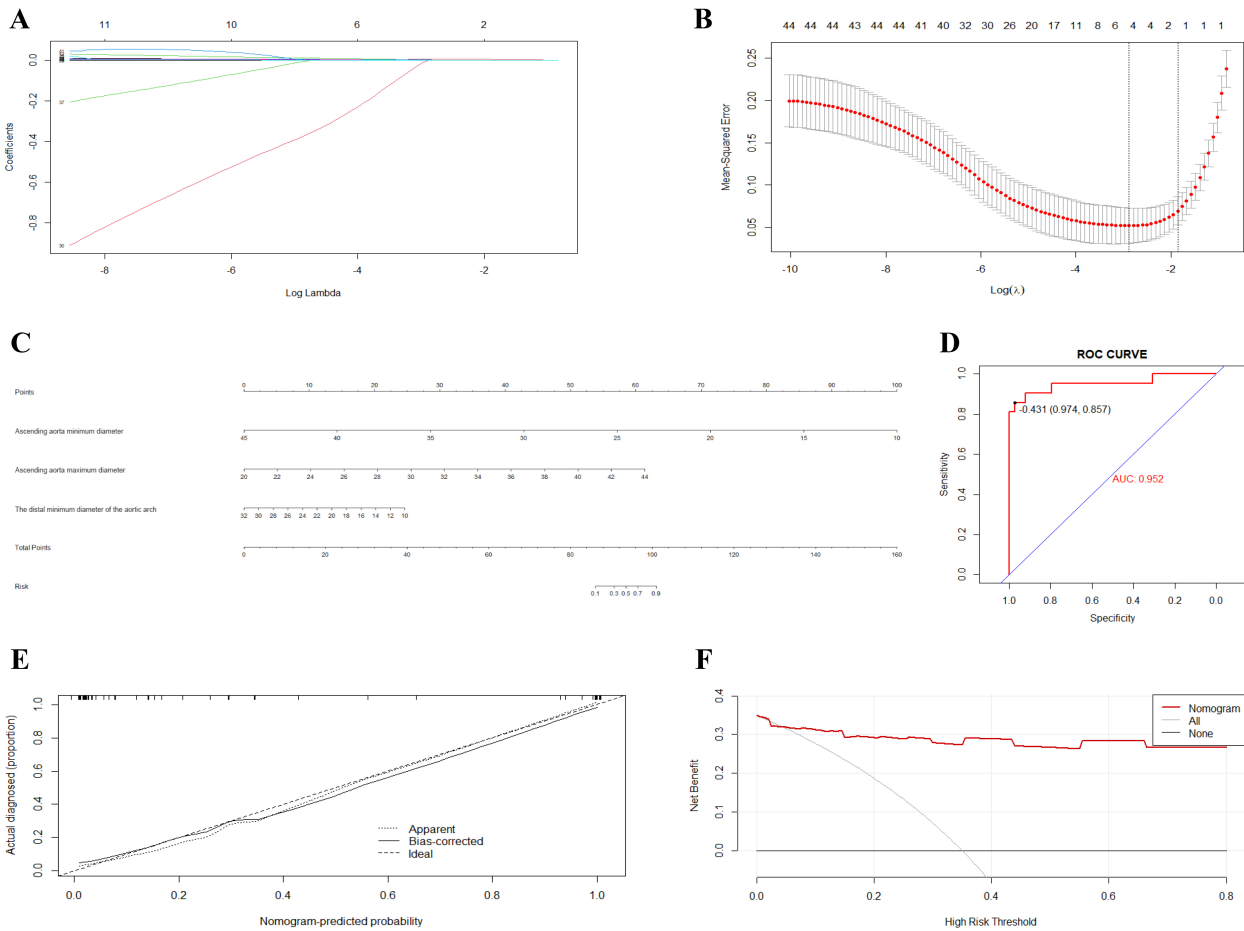 A
11 10 6 2
Coefficients
0.0
-0.2
-0.4
-0.6
-0.8
37
30
-8 -6 -4 -2
Log Lambda
B
44 44 44 43 44 44 41 40 32 30 26 20 17 11 8 6 4 4 2 1 1 1
Mean-Squared Error
0.25
0.20
0.15
0.10
0.05
-10 -8 -6 -4 -2
Log(λ)
C
Points
0 10 20 30 40 50 60 70 80 90 100
Ascending aorta minimum diameter
45 40 35 30 25 20 15 10
Ascending aorta maximum diameter
20 22 24 26 28 30 32 34 36 38 40 42 44
The distal minimum diameter of the aortic arch
32 30 28 26 24 22 20 18 16 14 12 10
Total Points
0 20 40 60 80 100 120 140 160
Risk
0.1 0.3 0.5 0.7 0.9
D
ROC CURVE
Sensitivity
1.0
0.8
0.6
0.4
0.2
0.0
-0.431 (0.974, 0.857)
AUC: 0.952
1.0 0.8 0.6 0.4 0.2 0.0
Specificity
E
Actual diagnosed (proportion)
1.0
0.8
0.6
0.4
0.2
0.0
Apparent
Bias-corrected
Ideal
0.0 0.2 0.4 0.6 0.8 1.0
Nomogram-predicted probability
F
Net Benefit
0.4
0.3
0.2
0.1
0.0
Nomogram
All
None
0.0 0.2 0.4 0.6 0.8
High Risk Threshold